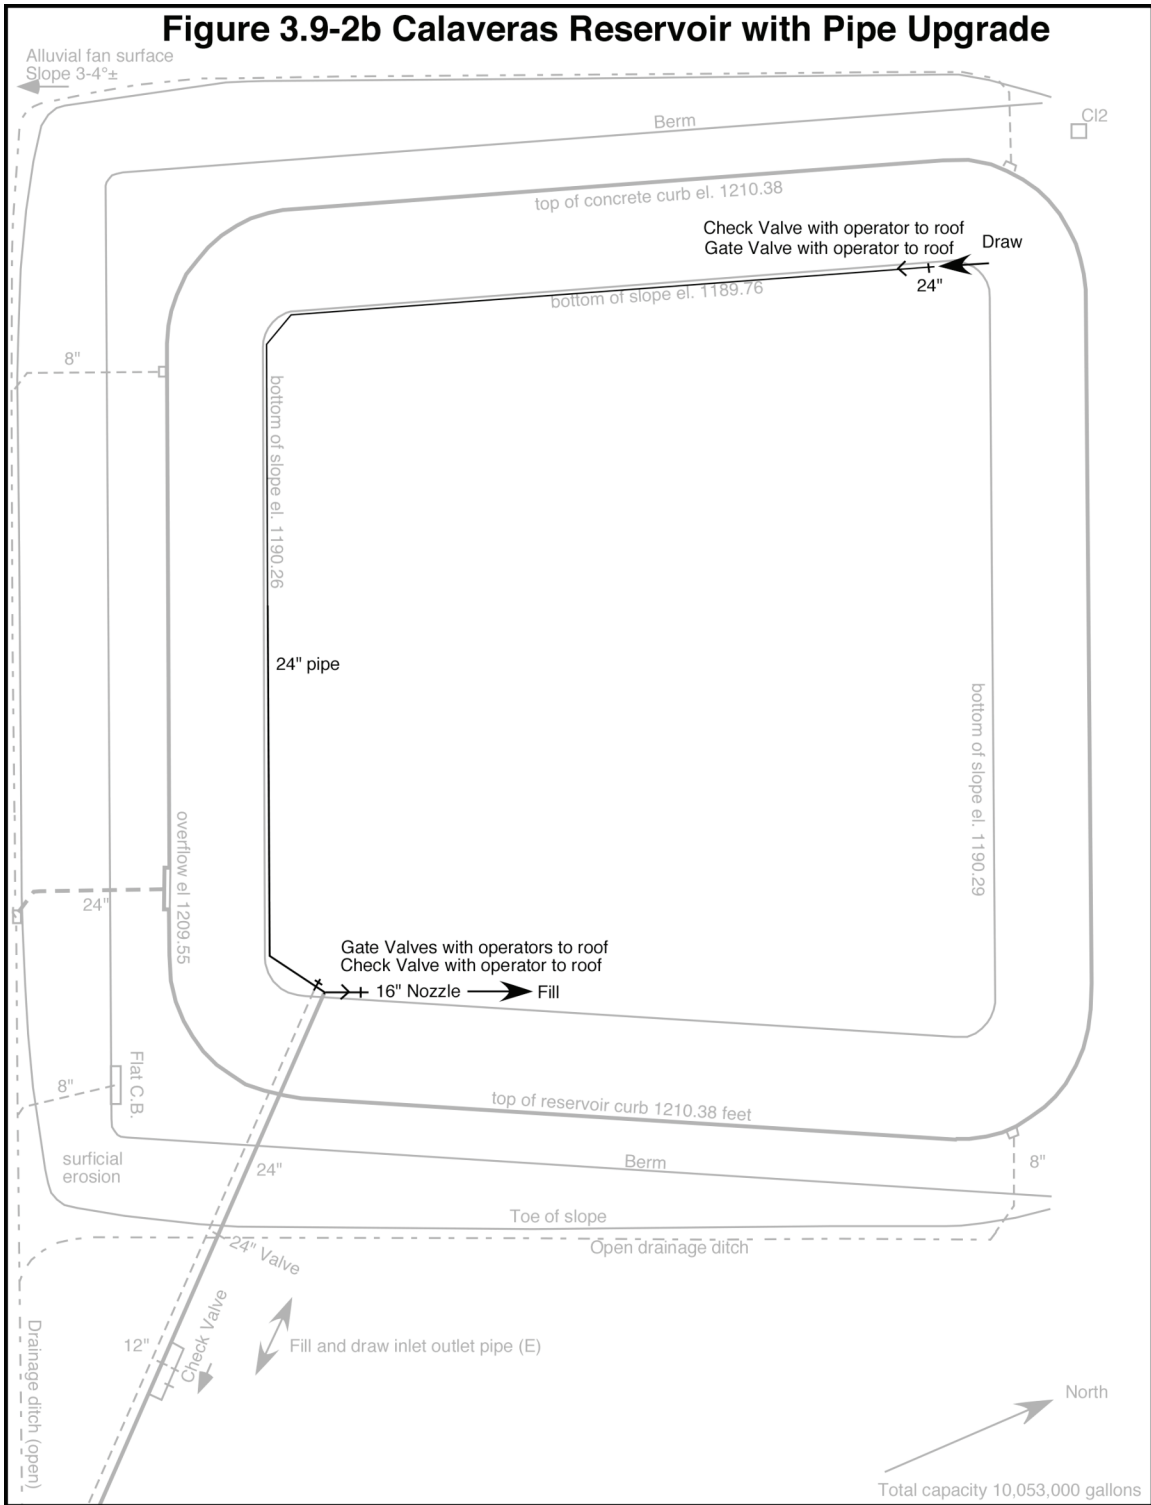 Figure 3.9-2b Calaveras Reservoir with Pipe Upgrade
Alluvial fan surface
Slope 3-4°±
Cl2
Berm
top of concrete curb el. 1210.38
Check Valve with operator to roof
Gate Valve with operator to roof
Draw
24"
bottom of slope el. 1189.76
8"
bottom of slope el. 1190.26
24" pipe
bottom of slope el. 1190.29
overflow el 1209.55
24"
Gate Valves with operators to roof
Check Valve with operator to roof
16" Nozzle
Fill
Flat C.B.
8"
top of reservoir curb 1210.38 feet
surficial
erosion
24"
Berm
8"
Toe of slope
24" Valve
Open drainage ditch
Drainage ditch (open)
12"
Check Valve
Fill and draw inlet outlet pipe (E)
North
Total capacity 10,053,000 gallons